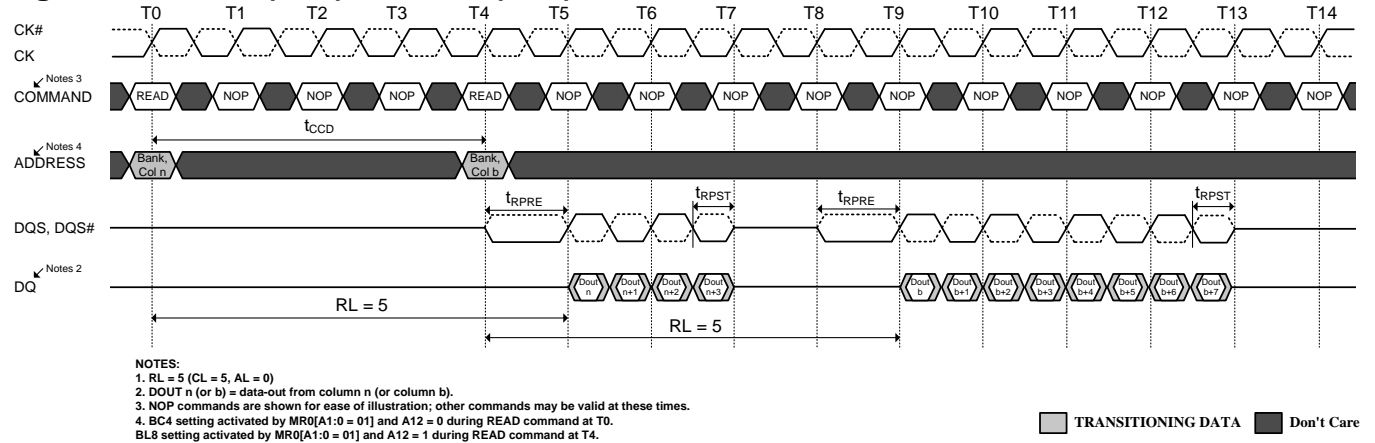 T0 T1 T2 T3 T4 T5 T6 T7 T8 T9 T10 T11 T12 T13 T14
CK#
CK
Notes 3
COMMAND READ NOP NOP NOP READ NOP NOP NOP NOP NOP NOP NOP NOP NOP NOP
tCCD
Notes 4
ADDRESS Bank, Col n Bank, Col b
tRPRE tRPST tRPRE tRPST
DQS, DQS#
Notes 2
DQ Dout n Dout n+1 Dout n+2 Dout n+3 Dout b Dout b+1 Dout b+2 Dout b+3 Dout b+4 Dout b+5 Dout b+6 Dout b+7
RL = 5
RL = 5
NOTES:
1. RL = 5 (CL = 5, AL = 0)
2. DOUT n (or b) = data-out from column n (or column b).
3. NOP commands are shown for ease of illustration; other commands may be valid at these times.
4. BC4 setting activated by MR0[A1:0 = 01] and A12 = 0 during READ command at T0.
BL8 setting activated by MR0[A1:0 = 01] and A12 = 1 during READ command at T4.
TRANSITIONING DATA Don't Care